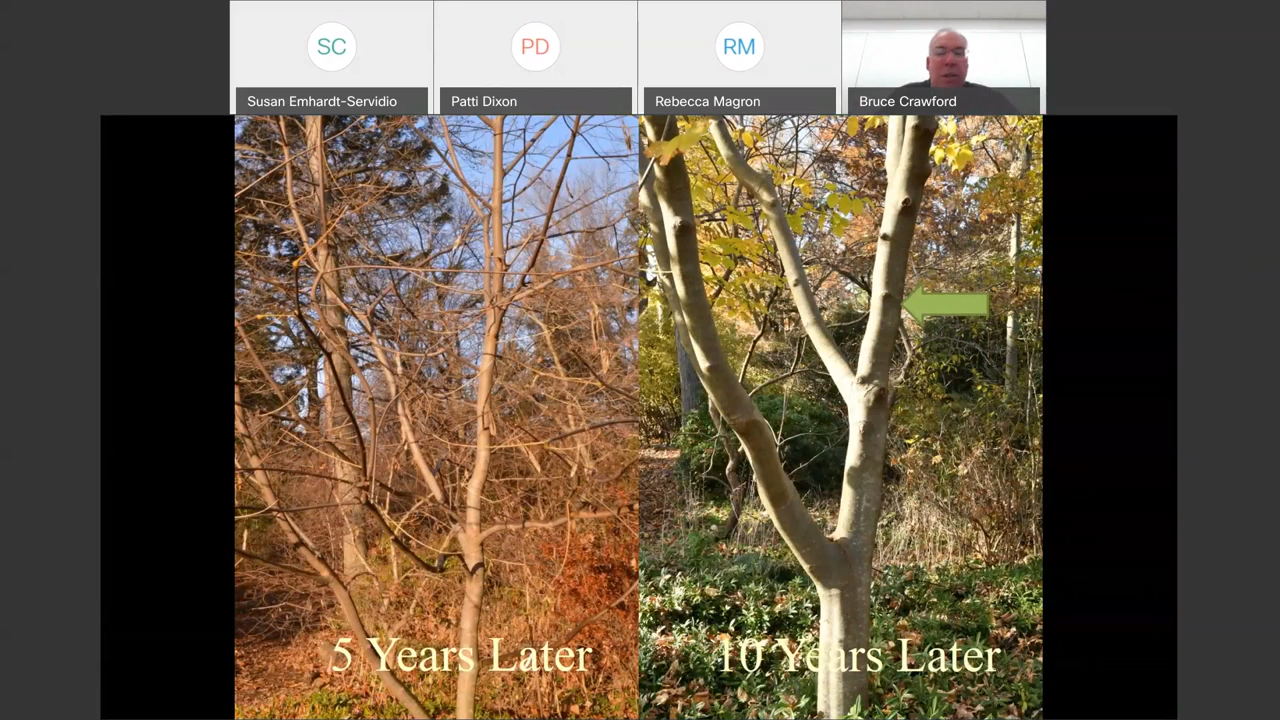 SC
PD
RM
Susan Emhardt-Servidio
Patti Dixon
Rebecca Magron
Bruce Crawford
5 Years Later
10 Years Later